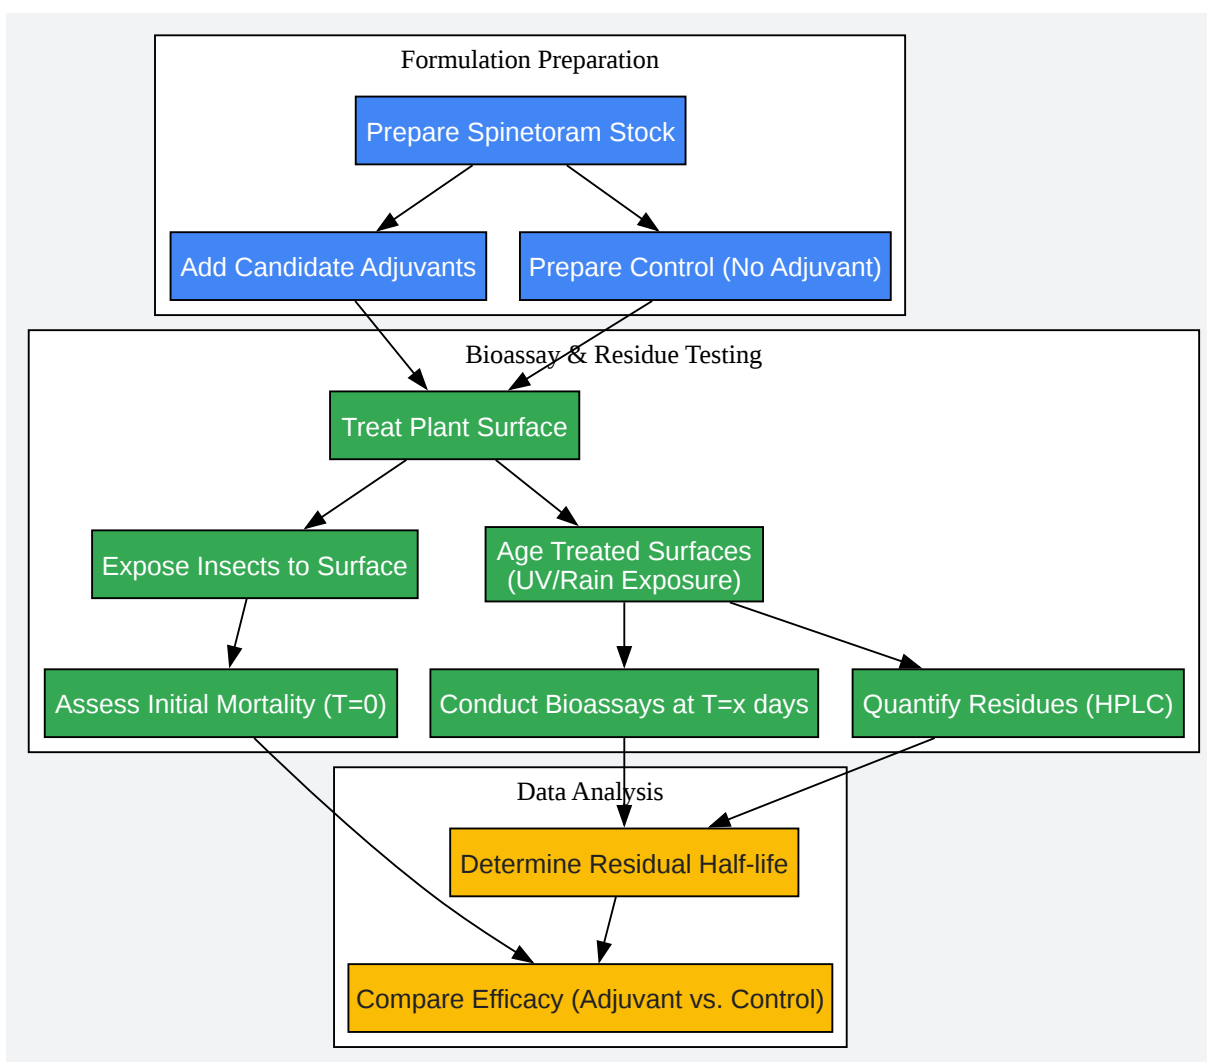 Formulation Preparation
Prepare Spinetoram Stock
Add Candidate Adjuvants
Prepare Control (No Adjuvant)
Bioassay & Residue Testing
Treat Plant Surface
Expose Insects to Surface
Age Treated Surfaces
(UV/Rain Exposure)
Assess Initial Mortality (T=0)
Conduct Bioassays at T=x days
Quantify Residues (HPLC)
Data Analysis
Determine Residual Half-life
Compare Efficacy (Adjuvant vs. Control)